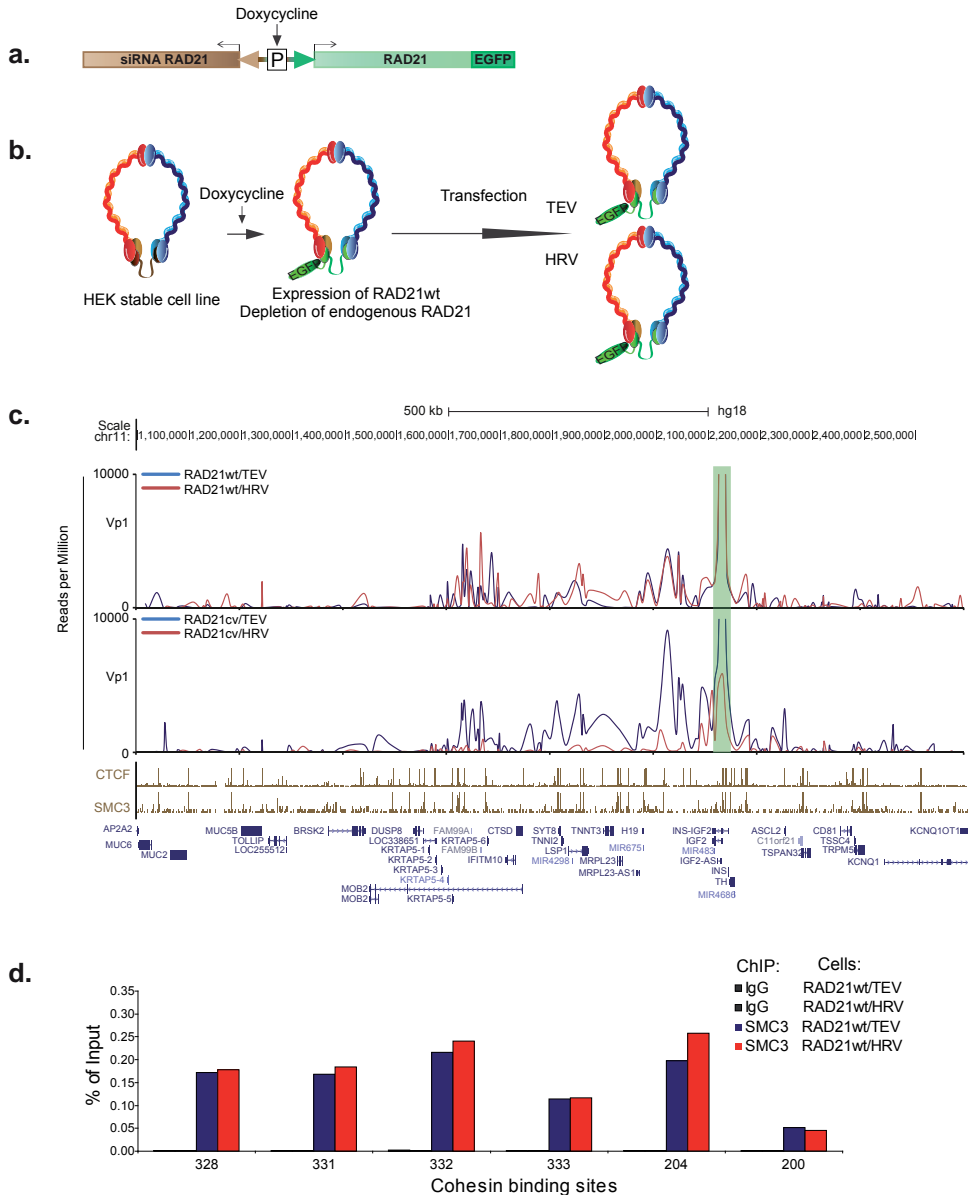 a.
Doxycycline
siRNA RAD21
P
RAD21
EGFP
b.
Doxycycline
Transfection
TEV
HRV
EGF
EGF
EGF
HEK stable cell line
Expression of RAD21wt
Depletion of endogenous RAD21
c.
500 kb
hg18
Scale
chr11:
1,100,000 1,200,000 1,300,000 1,400,000 1,500,000 1,600,000 1,700,000 1,800,000 1,900,000 2,000,000 2,100,000 2,200,000 2,300,000 2,400,000 2,500,000
Reads per Million
10000
Vp1
0
RAD21wt/TEV
RAD21wt/HRV
10000
Vp1
0
RAD21cv/TEV
RAD21cv/HRV
CTCF
SMC3
AP2A2 MUC5B BRSK2 DUSP8 FAM99A CTSD SYT8 TNNT3 H19 INS-IGF2 ASCL2 CD81 KCNQ1OT1
MUC6 TOLLIP LOC338651 KRTAP5-6 TNNI2 MIR675 IGF2 C11orf21 TSSC4
MUC2 LOC255512 KRTAP5-1 FAM99B LSP1 MIR483 TSPAN32 TRPM5
KRTAP5-2 IFITM10 MIR4298 MRPL23 IGF2-AS KCNQ1
KRTAP5-3 MRPL23-AS1 INS
KRTAP5-4 TH
MOB2 MIR4686
MOB2 KRTAP5-5
d.
ChIP: Cells:
IgG RAD21wt/TEV
IgG RAD21wt/HRV
SMC3 RAD21wt/TEV
SMC3 RAD21wt/HRV
% of Input
0.35
0.30
0.25
0.20
0.15
0.10
0.05
0.00
328 331 332 333 204 200
Cohesin binding sites